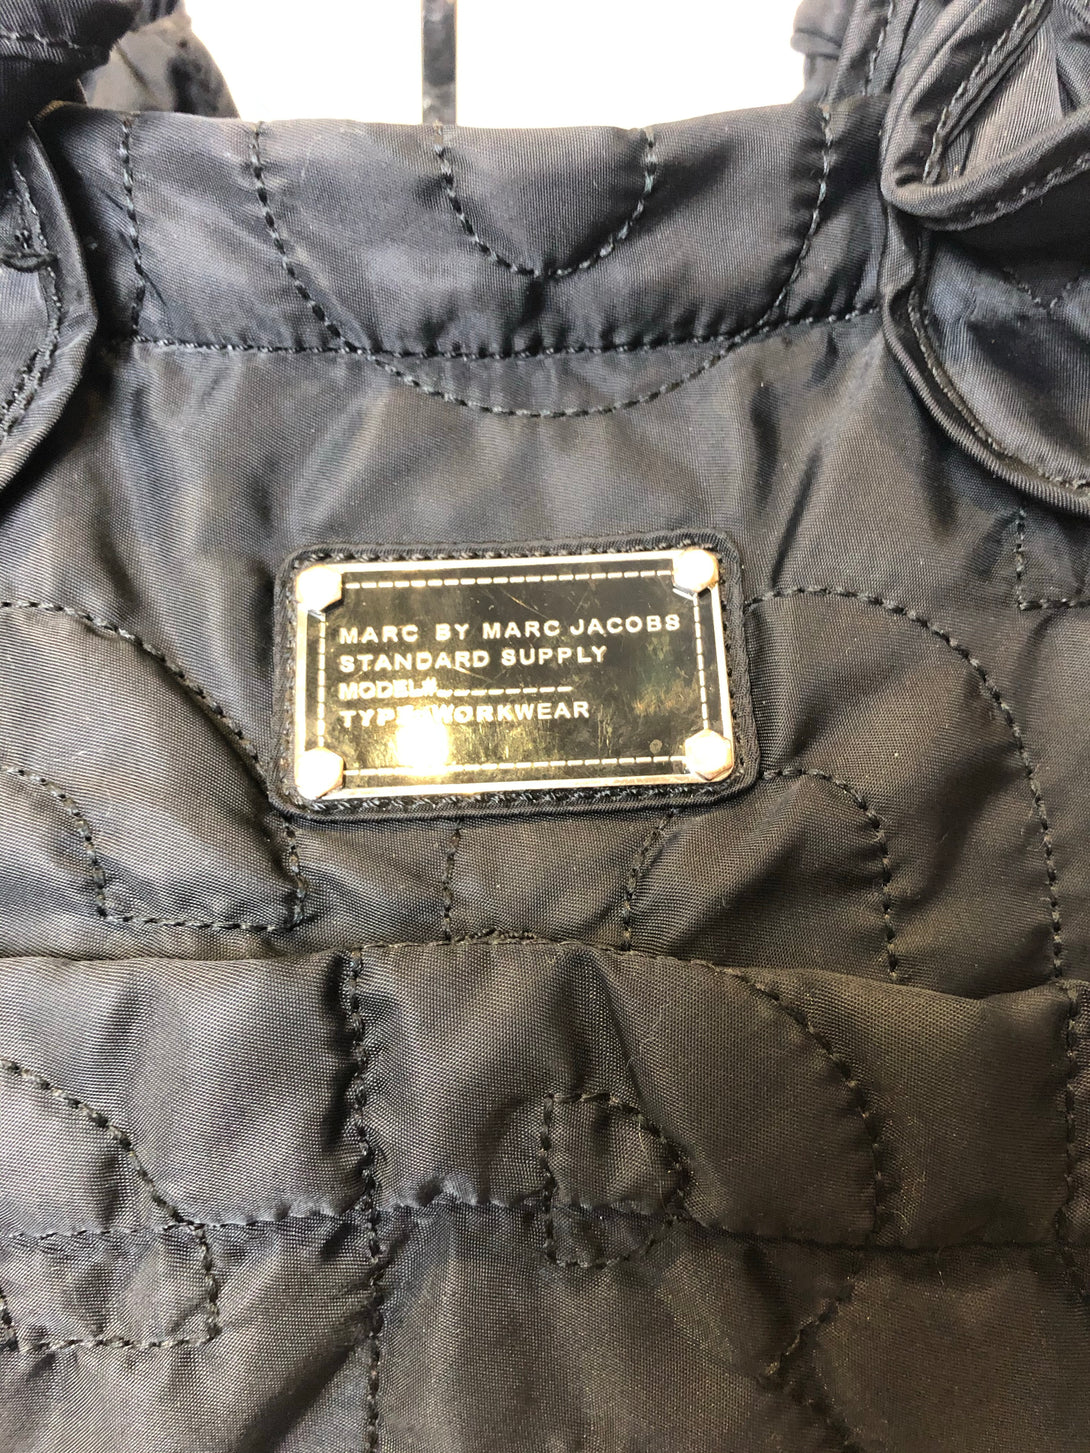 MARC BY MARC JACOBS
STANDARD SUPPLY
MODEL#_ _ _ _ _ _ _ _
TYPE: WORKWEAR